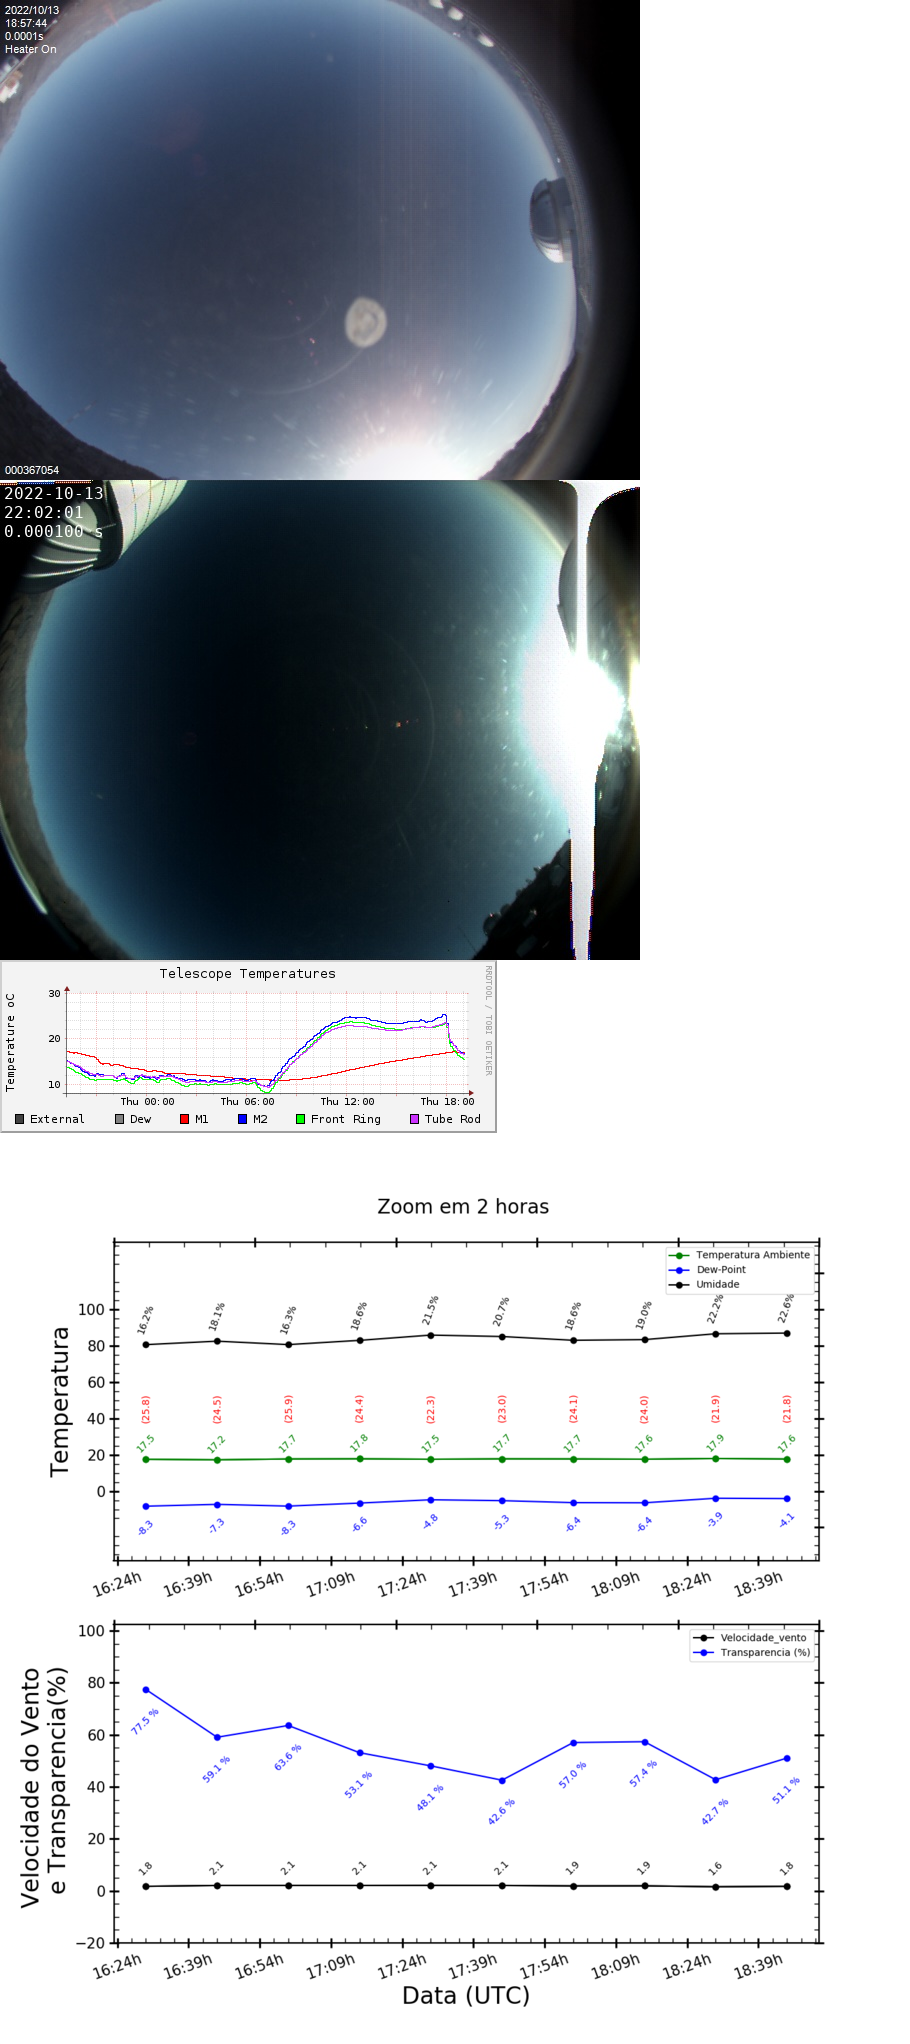 2022/10/13
18:57:44
0.0001s
Heater On
000367054
2022-10-13
22:02:01
0.000100 s
Telescope Temperatures
RRDTOOL / TOBI OETIKER
Temperature oC
30
20
10
Thu 00:00 Thu 06:00 Thu 12:00 Thu 18:00
External Dew M1 M2 Front Ring Tube Rod
Zoom em 2 horas
Temperatura Ambiente
Dew-Point
Umidade
Temperatura
100
80
60
40
20
0
16.2% 18.1% 16.3% 18.6% 21.5% 20.7% 18.6% 19.0% 22.2% 22.6%
(25.8) (24.5) (25.9) (24.4) (22.3) (23.0) (24.1) (24.0) (21.9) (21.8)
17.5 17.2 17.7 17.8 17.5 17.7 17.7 17.6 17.9 17.6
-8.3 -7.3 -8.3 -6.6 -4.8 -5.3 -6.4 -6.4 -3.9 -4.1
16:24h 16:39h 16:54h 17:09h 17:24h 17:39h 17:54h 18:09h 18:24h 18:39h
Velocidade_vento
Transparencia (%)
Velocidade do Vento
e Transparencia(%)
100
80
60
40
20
0
−20
77.5 % 59.1 % 63.6 % 53.1 % 48.1 % 42.6 % 57.0 % 57.4 % 42.7 % 51.1 %
1.8 2.1 2.1 2.1 2.1 2.1 1.9 1.9 1.6 1.8
16:24h 16:39h 16:54h 17:09h 17:24h 17:39h 17:54h 18:09h 18:24h 18:39h
Data (UTC)